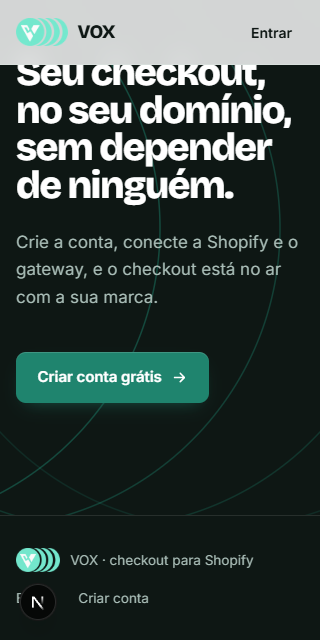 VOX
Entrar
Seu checkout,
no seu domínio,
sem depender
de ninguém.
Crie a conta, conecte a Shopify e o
gateway, e o checkout está no ar
com a sua marca.
Criar conta grátis →
VOX · checkout para Shopify
Criar conta